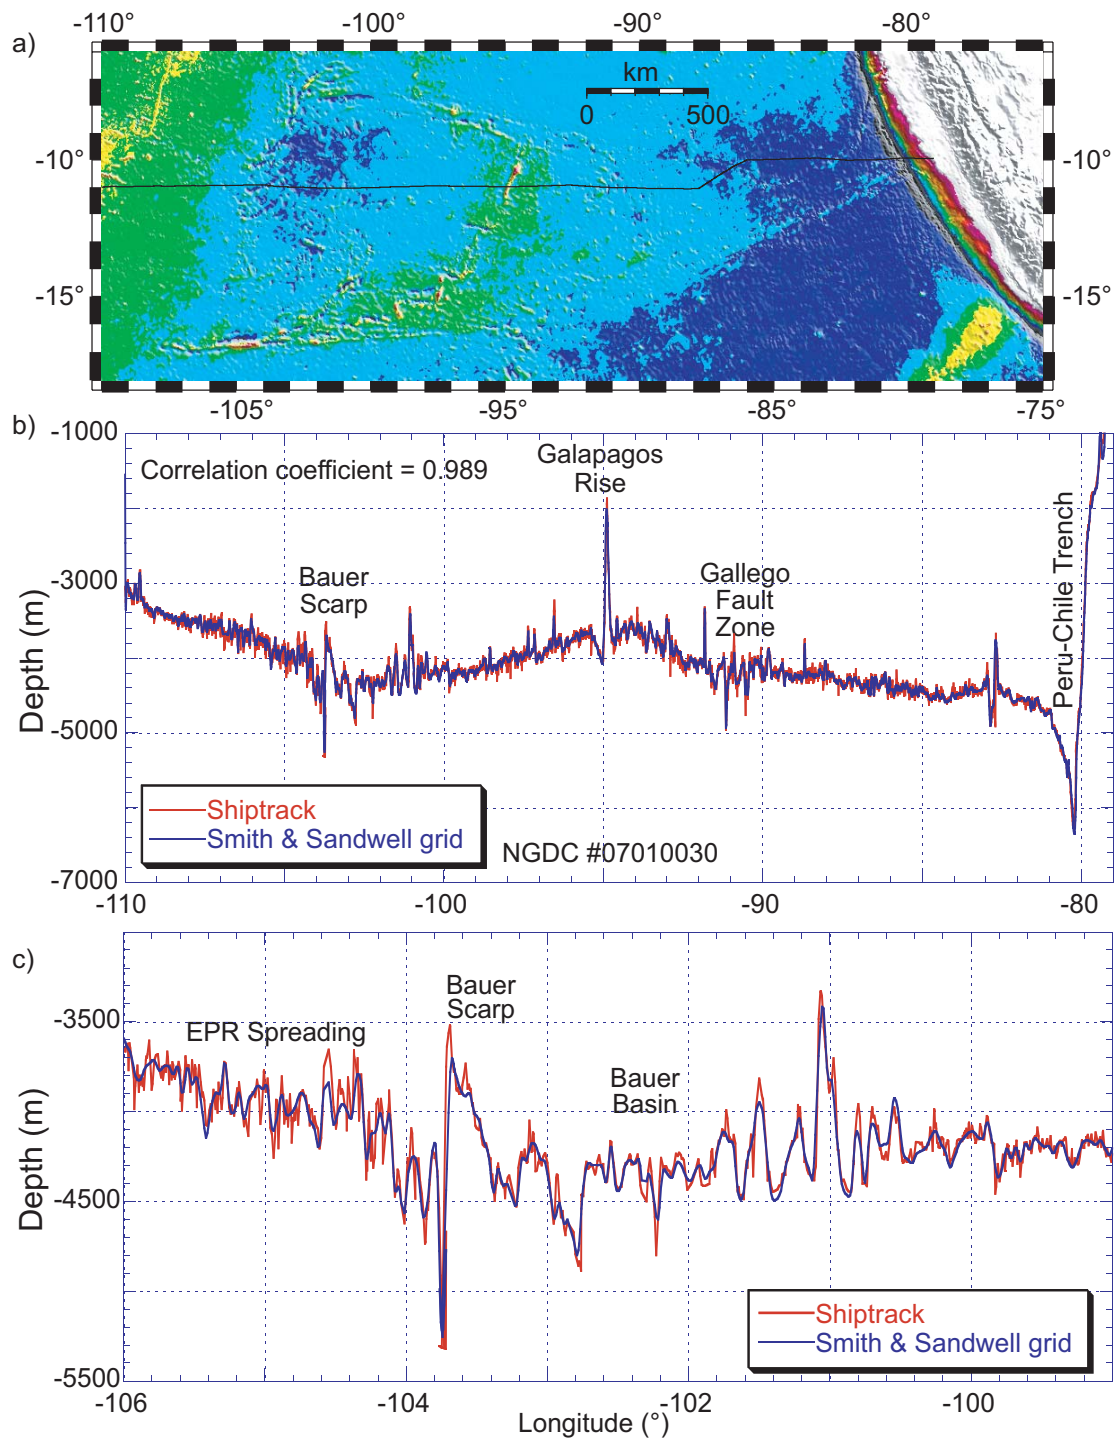 -110° -100° -90° -80°
a)
km
0 500
-10° -10°
-15° -15°
-105° -95° -85° -75°
b)
-1000
Correlation coefficient = 0.989
Galapagos
Rise
Bauer
Scarp
Gallego
Fault
Zone
Peru-Chile Trench
-3000
-5000
-7000
Depth (m)
Shiptrack
Smith & Sandwell grid
NGDC #07010030
-110 -100 -90 -80
c)
Bauer
Scarp
EPR Spreading
Bauer
Basin
-3500
-4500
-5500
Depth (m)
Shiptrack
Smith & Sandwell grid
-106 -104 -102 -100
Longitude (°)